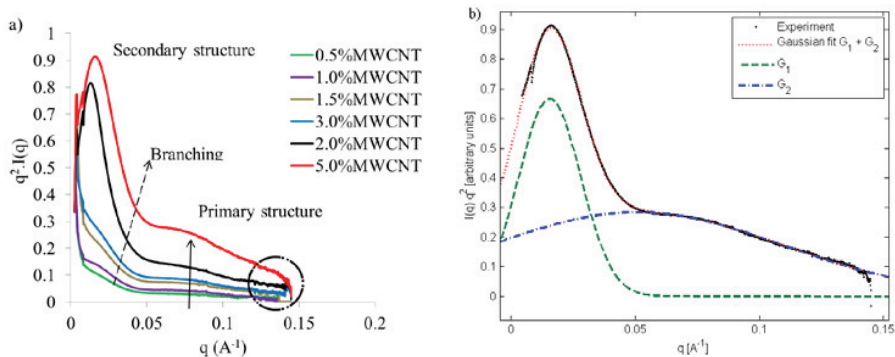 a)
Secondary structure
0.5%MWCNT
1.0%MWCNT
1.5%MWCNT
3.0%MWCNT
2.0%MWCNT
5.0%MWCNT
Branching
Primary structure
q².I(q)
1
0.9
0.8
0.7
0.6
0.5
0.4
0.3
0.2
0.1
0
0 0.05 0.1 0.15 0.2
q (A⁻¹)
b)
Experiment
Gaussian fit G₁ + G₂
G₁
G₂
I(q) q² [arbitrary units]
0.9
0.8
0.7
0.6
0.5
0.4
0.3
0.2
0.1
0
0 0.05 0.1 0.15
q [A⁻¹]